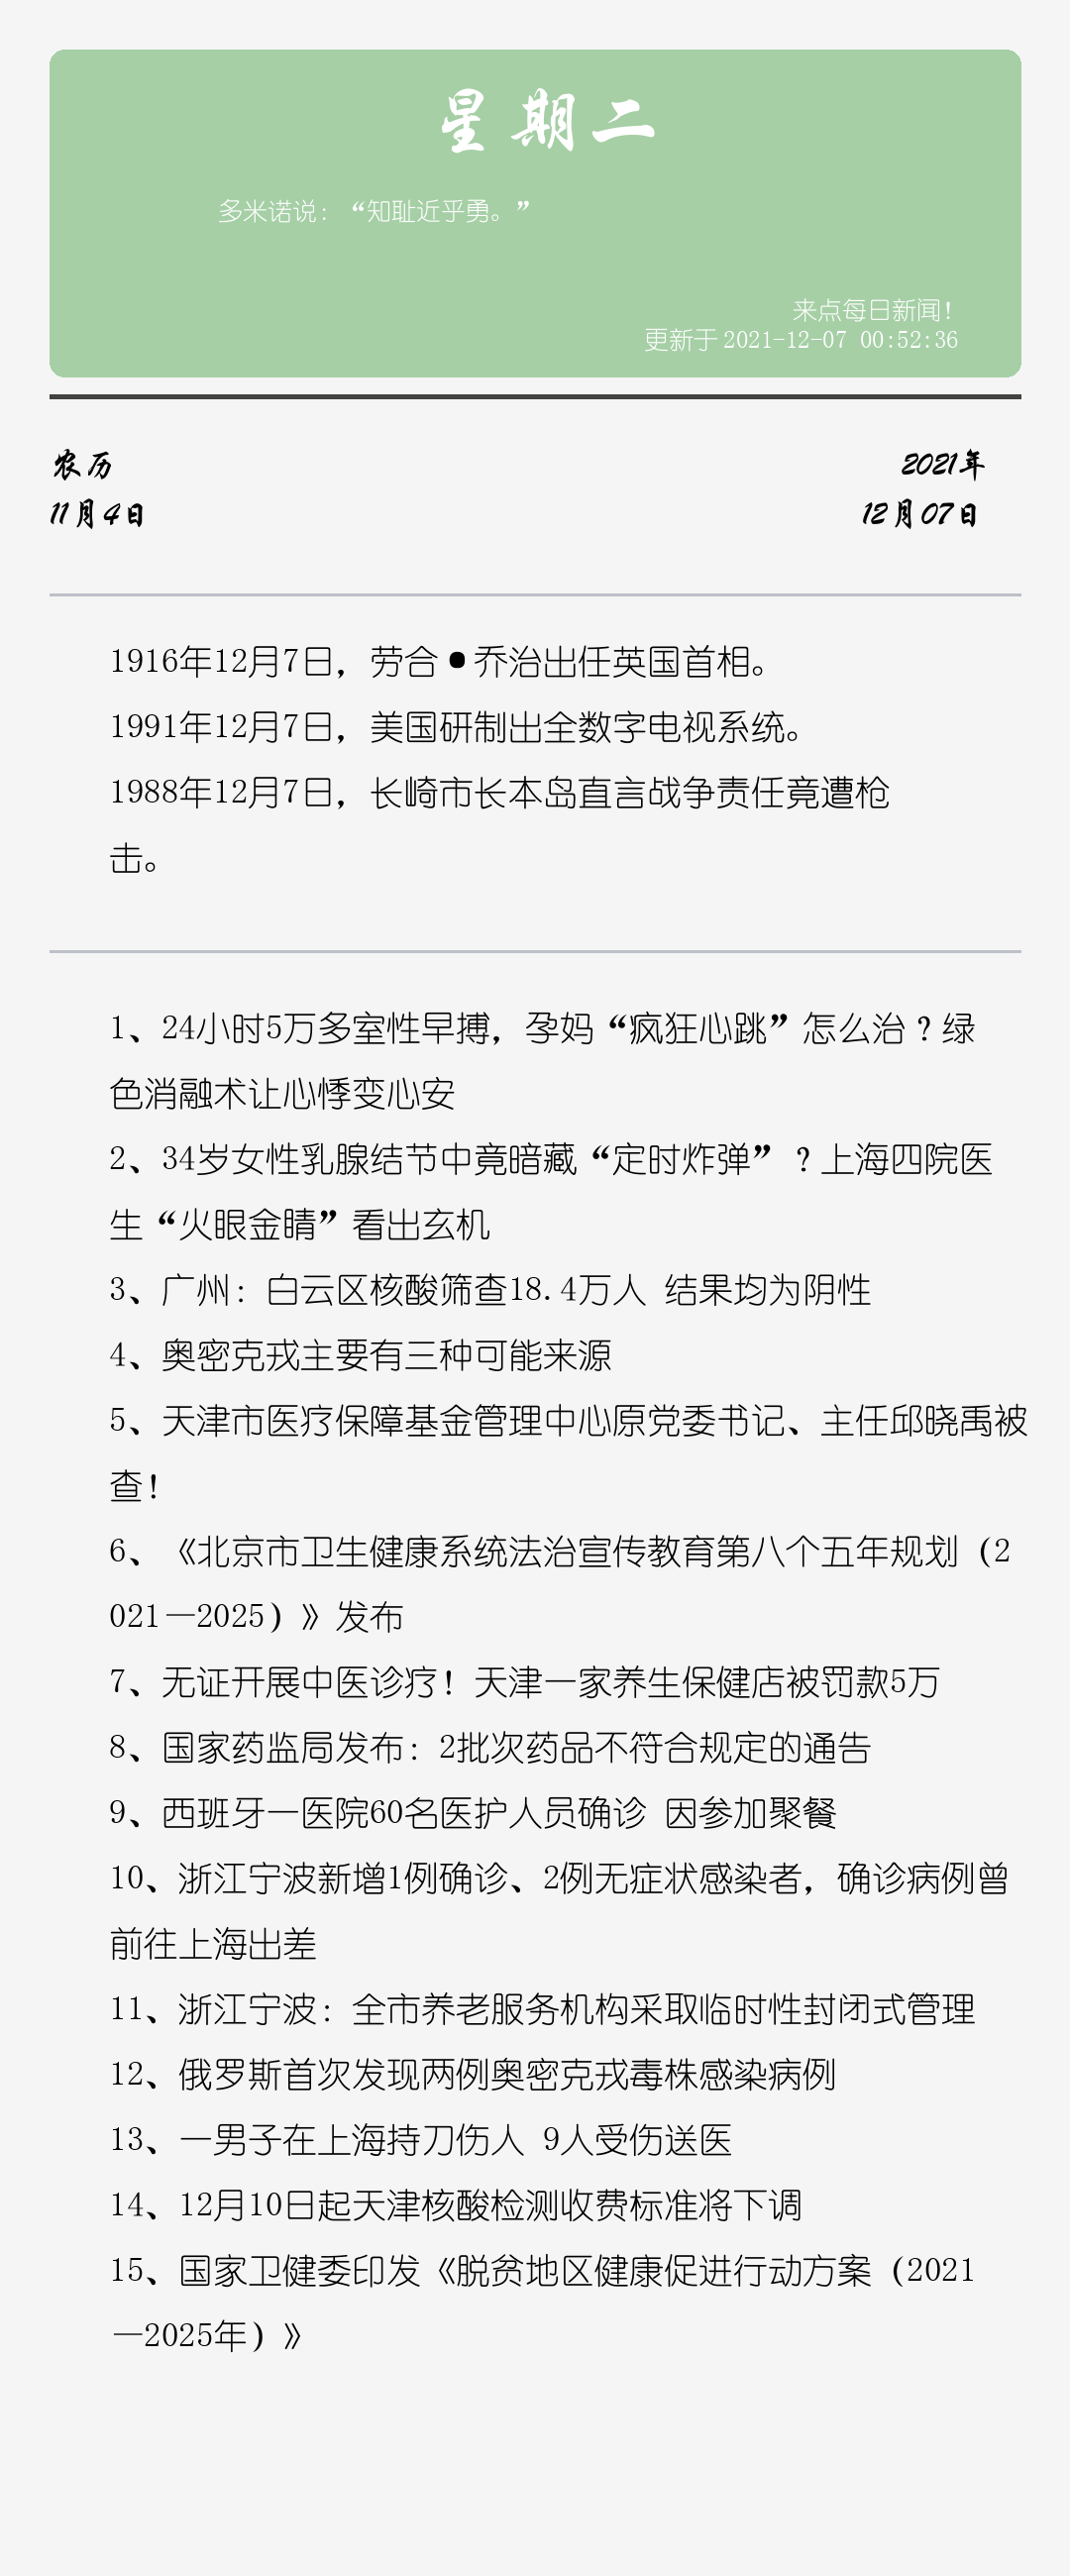 星期二
多米诺说：“知耻近乎勇。”
来点每日新闻！
更新于 2021-12-07 00:52:36
农历
2021年
11月4日
12月07日
1916年12月7日，劳合•乔治出任英国首相。
1991年12月7日，美国研制出全数字电视系统。
1988年12月7日，长崎市长本岛直言战争责任竟遭枪
击。
1、24小时5万多室性早搏，孕妈“疯狂心跳”怎么治？绿
色消融术让心悸变心安
2、34岁女性乳腺结节中竟暗藏“定时炸弹”？上海四院医
生“火眼金睛”看出玄机
3、广州：白云区核酸筛查18.4万人 结果均为阴性
4、奥密克戎主要有三种可能来源
5、天津市医疗保障基金管理中心原党委书记、主任邱晓禹被
查！
6、《北京市卫生健康系统法治宣传教育第八个五年规划（2
021—2025）》发布
7、无证开展中医诊疗！天津一家养生保健店被罚款5万
8、国家药监局发布：2批次药品不符合规定的通告
9、西班牙一医院60名医护人员确诊 因参加聚餐
10、浙江宁波新增1例确诊、2例无症状感染者，确诊病例曾
前往上海出差
11、浙江宁波：全市养老服务机构采取临时性封闭式管理
12、俄罗斯首次发现两例奥密克戎毒株感染病例
13、一男子在上海持刀伤人 9人受伤送医
14、12月10日起天津核酸检测收费标准将下调
15、国家卫健委印发《脱贫地区健康促进行动方案（2021
—2025年）》